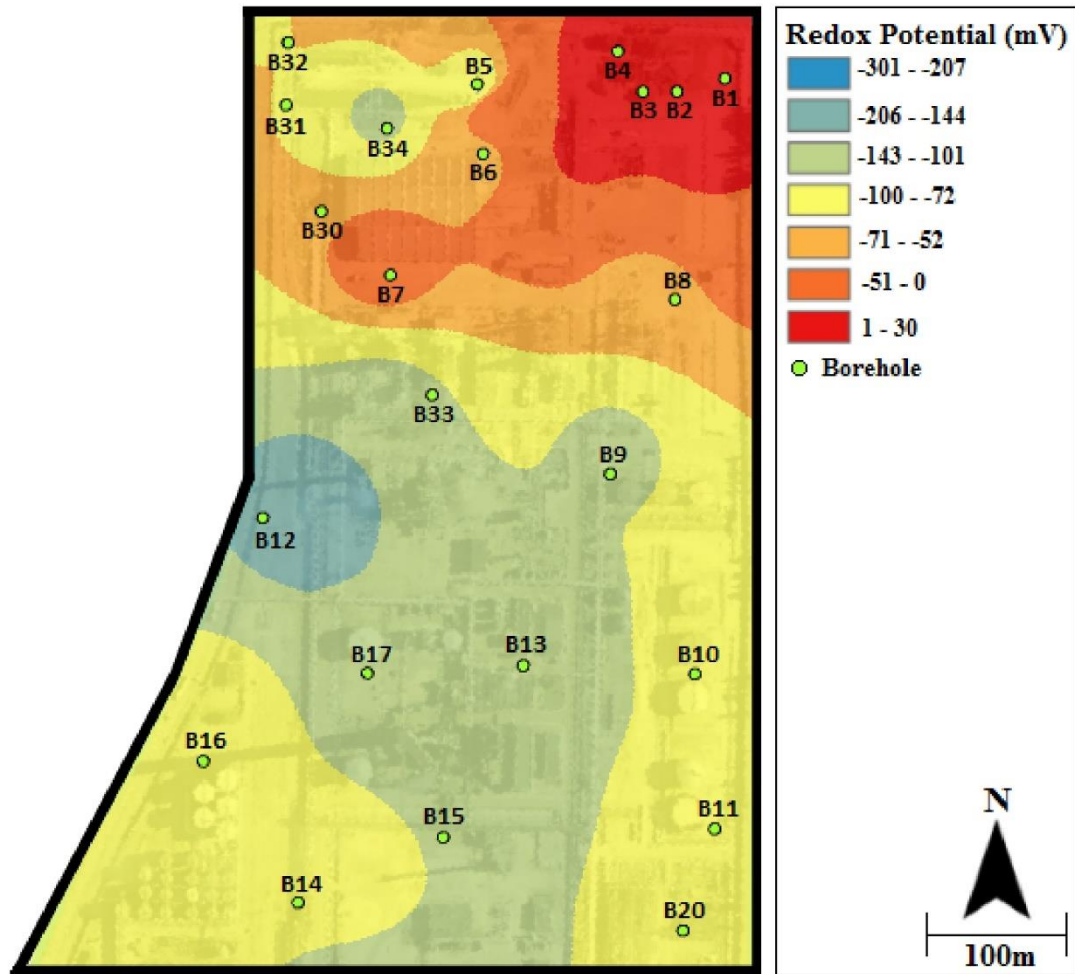 B32
B5
B4
B1
B3
B2
B31
B34
B6
B30
B7
B8
B33
B9
B12
B17
B13
B10
B16
B15
B11
B14
B20
Redox Potential (mV)
-301 - -207
-206 - -144
-143 - -101
-100 - -72
-71 - -52
-51 - 0
1 - 30
Borehole
N
100m